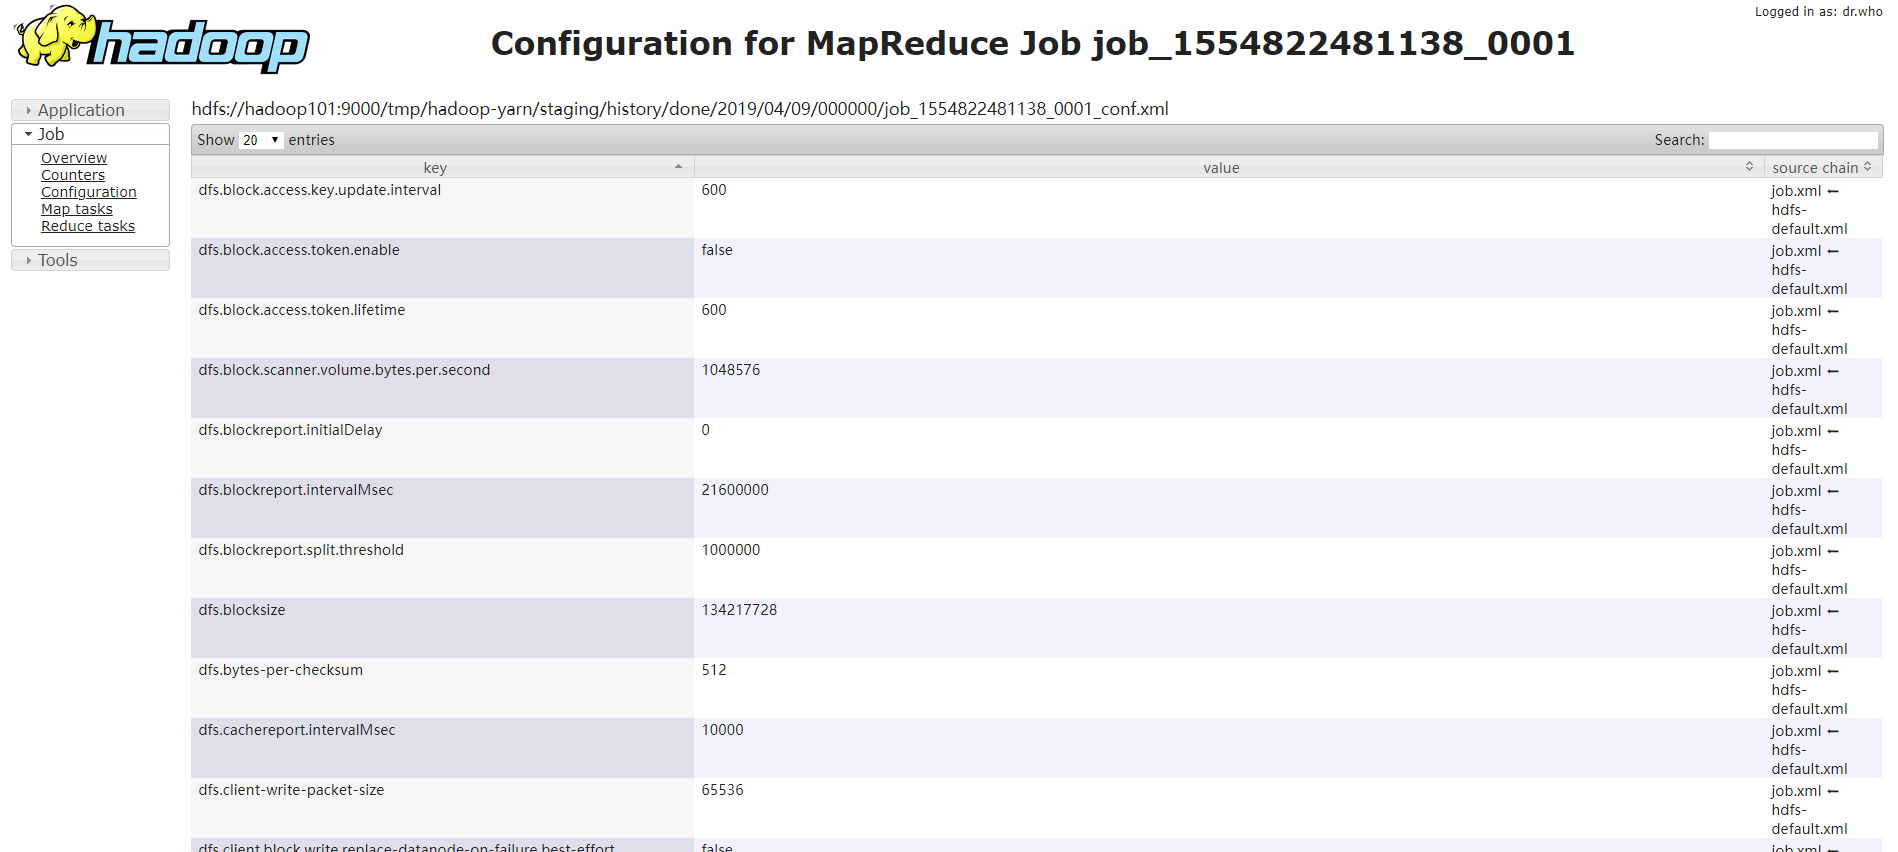 Logged in as: dr.who
hadoop
Configuration for MapReduce Job job_1554822481138_0001
Application
Job
Overview
Counters
Configuration
Map tasks
Reduce tasks
Tools
hdfs://hadoop101:9000/tmp/hadoop-yarn/staging/history/done/2019/04/09/000000/job_1554822481138_0001_conf.xml
Show 20 entries Search:
key value source chain
dfs.block.access.key.update.interval 600 job.xml ←
hdfs-
default.xml
dfs.block.access.token.enable false job.xml ←
hdfs-
default.xml
dfs.block.access.token.lifetime 600 job.xml ←
hdfs-
default.xml
dfs.block.scanner.volume.bytes.per.second 1048576 job.xml ←
hdfs-
default.xml
dfs.blockreport.initialDelay 0 job.xml ←
hdfs-
default.xml
dfs.blockreport.intervalMsec 21600000 job.xml ←
hdfs-
default.xml
dfs.blockreport.split.threshold 1000000 job.xml ←
hdfs-
default.xml
dfs.blocksize 134217728 job.xml ←
hdfs-
default.xml
dfs.bytes-per-checksum 512 job.xml ←
hdfs-
default.xml
dfs.cachereport.intervalMsec 10000 job.xml ←
hdfs-
default.xml
dfs.client-write-packet-size 65536 job.xml ←
hdfs-
default.xml
dfs.client.block.write.replace-datanode-on-failure.best-effort false job.xml ←